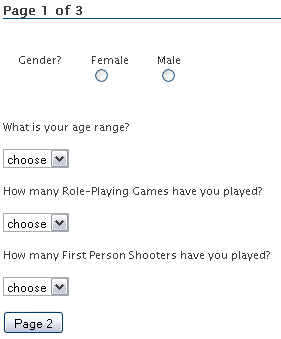 Page 1 of 3
Gender? Female Male
What is your age range?
choose
How many Role-Playing Games have you played?
choose
How many First Person Shooters have you played?
choose
Page 2